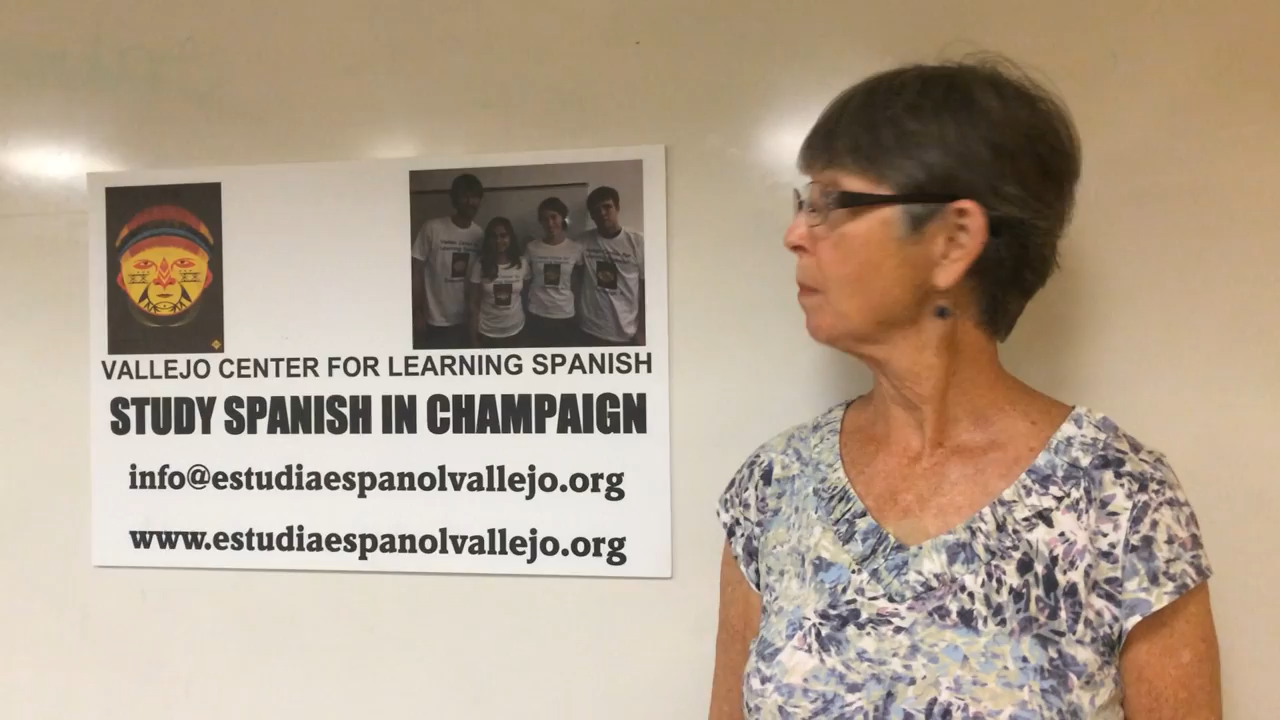 VALLEJO CENTER FOR LEARNING SPANISH
STUDY SPANISH IN CHAMPAIGN
info@estudiaespanolvallejo.org
www.estudiaespanolvallejo.org